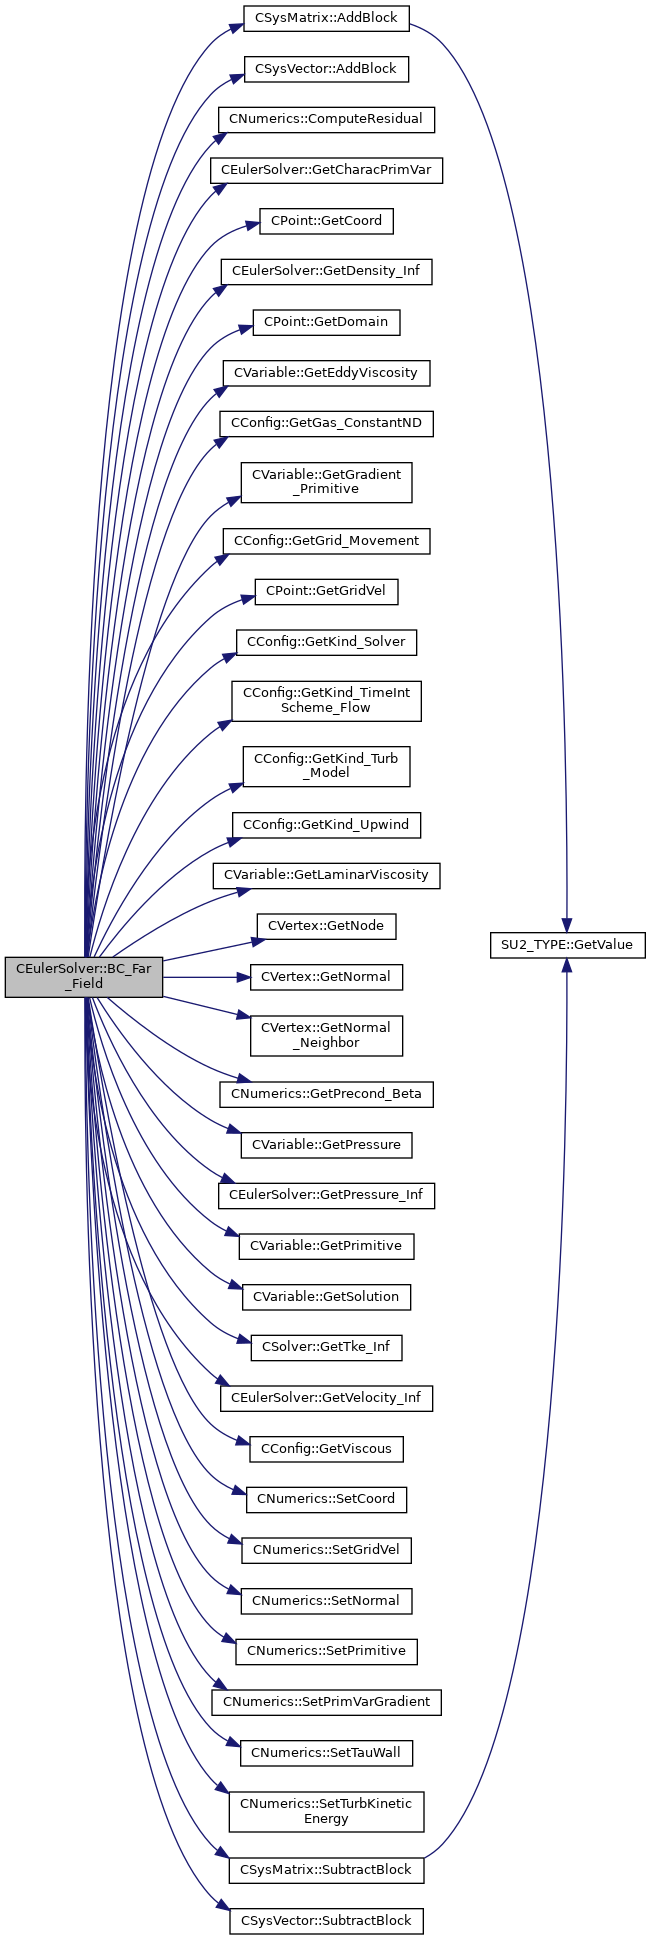 CSysMatrix::AddBlock
CSysVector::AddBlock
CNumerics::ComputeResidual
CEulerSolver::GetCharacPrimVar
CPoint::GetCoord
CEulerSolver::GetDensity_Inf
CPoint::GetDomain
CVariable::GetEddyViscosity
CConfig::GetGas_ConstantND
CVariable::GetGradient
_Primitive
CConfig::GetGrid_Movement
CPoint::GetGridVel
CConfig::GetKind_Solver
CConfig::GetKind_TimeInt
Scheme_Flow
CConfig::GetKind_Turb
_Model
CConfig::GetKind_Upwind
CVariable::GetLaminarViscosity
CVertex::GetNode
SU2_TYPE::GetValue
CEulerSolver::BC_Far
_Field
CVertex::GetNormal
CVertex::GetNormal
_Neighbor
CNumerics::GetPrecond_Beta
CVariable::GetPressure
CEulerSolver::GetPressure_Inf
CVariable::GetPrimitive
CVariable::GetSolution
CSolver::GetTke_Inf
CEulerSolver::GetVelocity_Inf
CConfig::GetViscous
CNumerics::SetCoord
CNumerics::SetGridVel
CNumerics::SetNormal
CNumerics::SetPrimitive
CNumerics::SetPrimVarGradient
CNumerics::SetTauWall
CNumerics::SetTurbKinetic
Energy
CSysMatrix::SubtractBlock
CSysVector::SubtractBlock